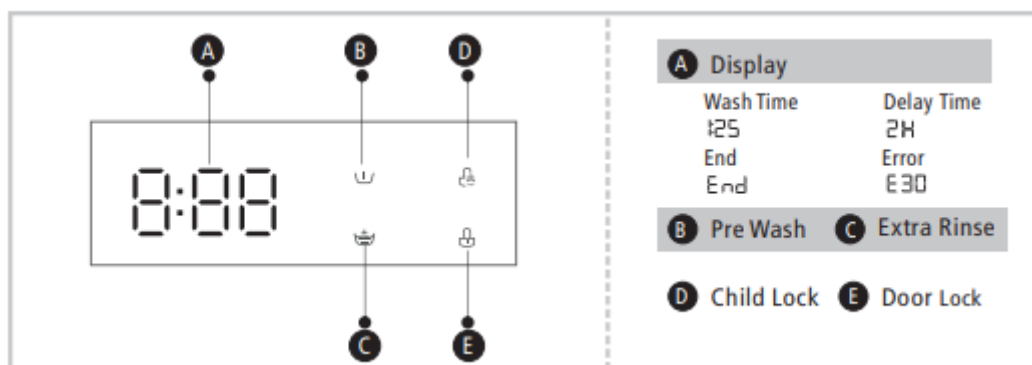 A B D
8:88
C E
A Display
Wash Time Delay Time
1:25 2H
End Error
End E30
B Pre Wash C Extra Rinse
D Child Lock E Door Lock